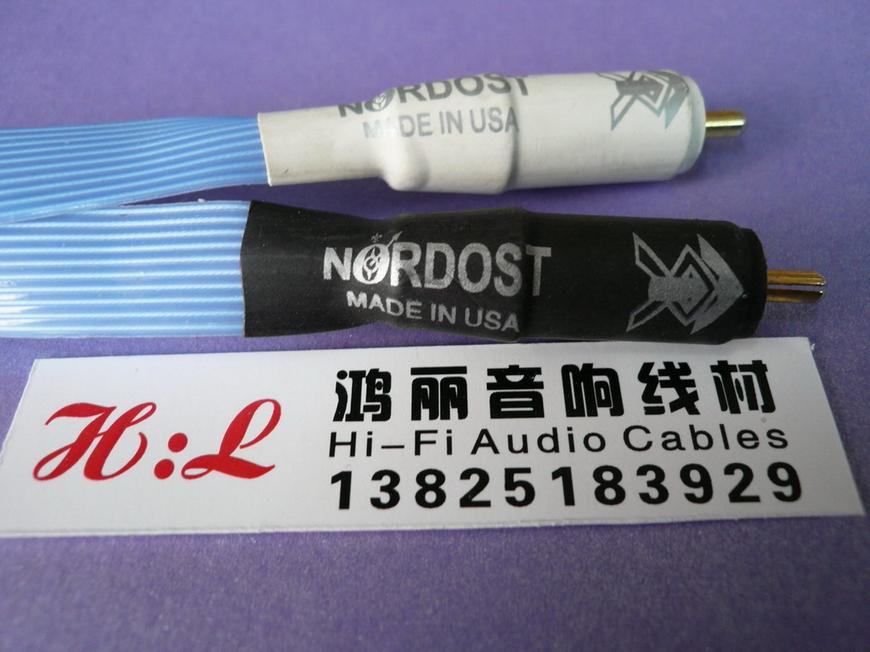 NORDOST
MADE IN USA
NORDOST
MADE IN USA
H:L
鸿丽音响线材
Hi-Fi Audio Cables
13825183929